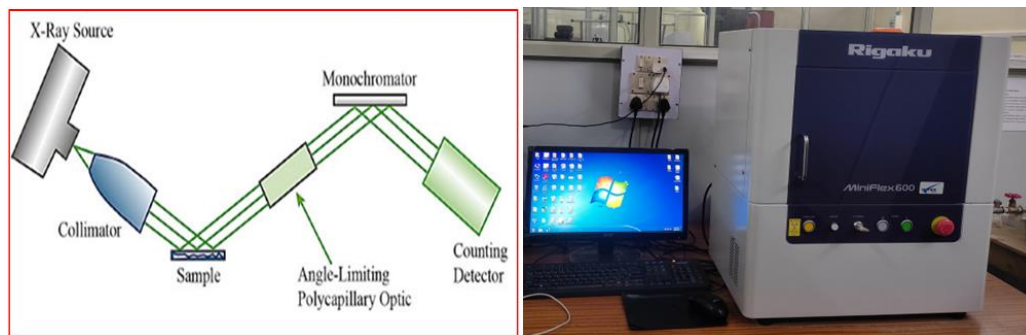 X-Ray Source
Monochromator
Collimator
Sample
Angle-Limiting
Polycapillary Optic
Counting
Detector
Rigaku
MiniFlex600